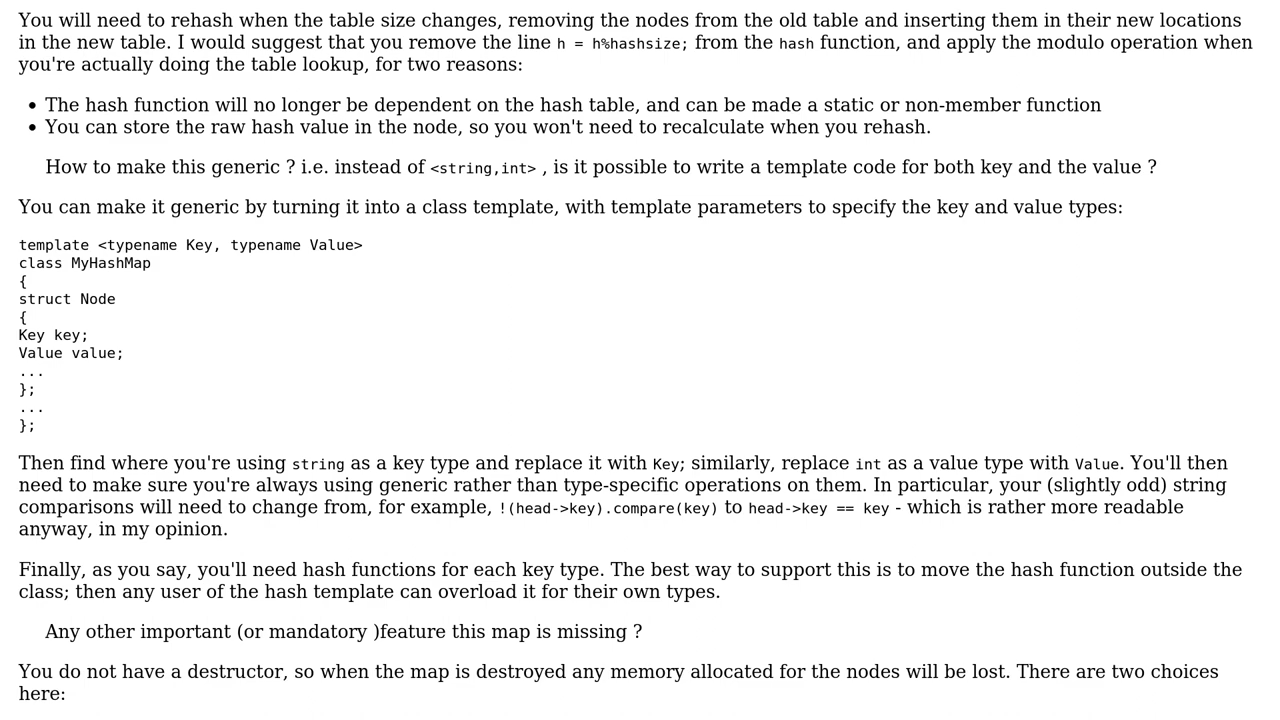 You will need to rehash when the table size changes, removing the nodes from the old table and inserting them in their new locations
in the new table. I would suggest that you remove the line h = h%hashsize; from the hash function, and apply the modulo operation when
you're actually doing the table lookup, for two reasons:
• The hash function will no longer be dependent on the hash table, and can be made a static or non-member function
• You can store the raw hash value in the node, so you won't need to recalculate when you rehash.
How to make this generic ? i.e. instead of <string,int> , is it possible to write a template code for both key and the value ?
You can make it generic by turning it into a class template, with template parameters to specify the key and value types:
template <typename Key, typename Value>
class MyHashMap
{
struct Node
{
Key key;
Value value;
...
};
...
};
Then find where you're using string as a key type and replace it with Key; similarly, replace int as a value type with Value. You'll then
need to make sure you're always using generic rather than type-specific operations on them. In particular, your (slightly odd) string
comparisons will need to change from, for example, !(head->key).compare(key) to head->key == key - which is rather more readable
anyway, in my opinion.
Finally, as you say, you'll need hash functions for each key type. The best way to support this is to move the hash function outside the
class; then any user of the hash template can overload it for their own types.
Any other important (or mandatory )feature this map is missing ?
You do not have a destructor, so when the map is destroyed any memory allocated for the nodes will be lost. There are two choices
here: